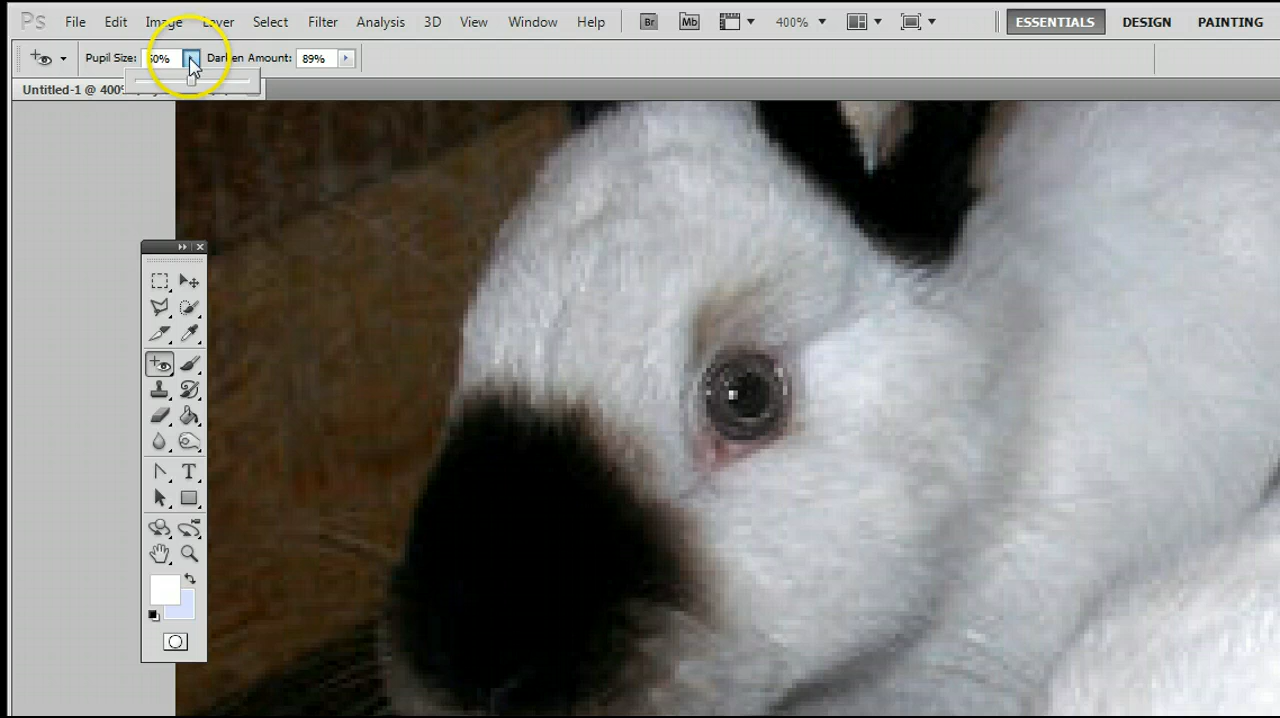 Ps File Edit Image Layer Select Filter Analysis 3D View Window Help Br Mb 400% ESSENTIALS DESIGN PAINTING
Pupil Size: 50% Darken Amount: 89%
Untitled-1 @ 400%
T